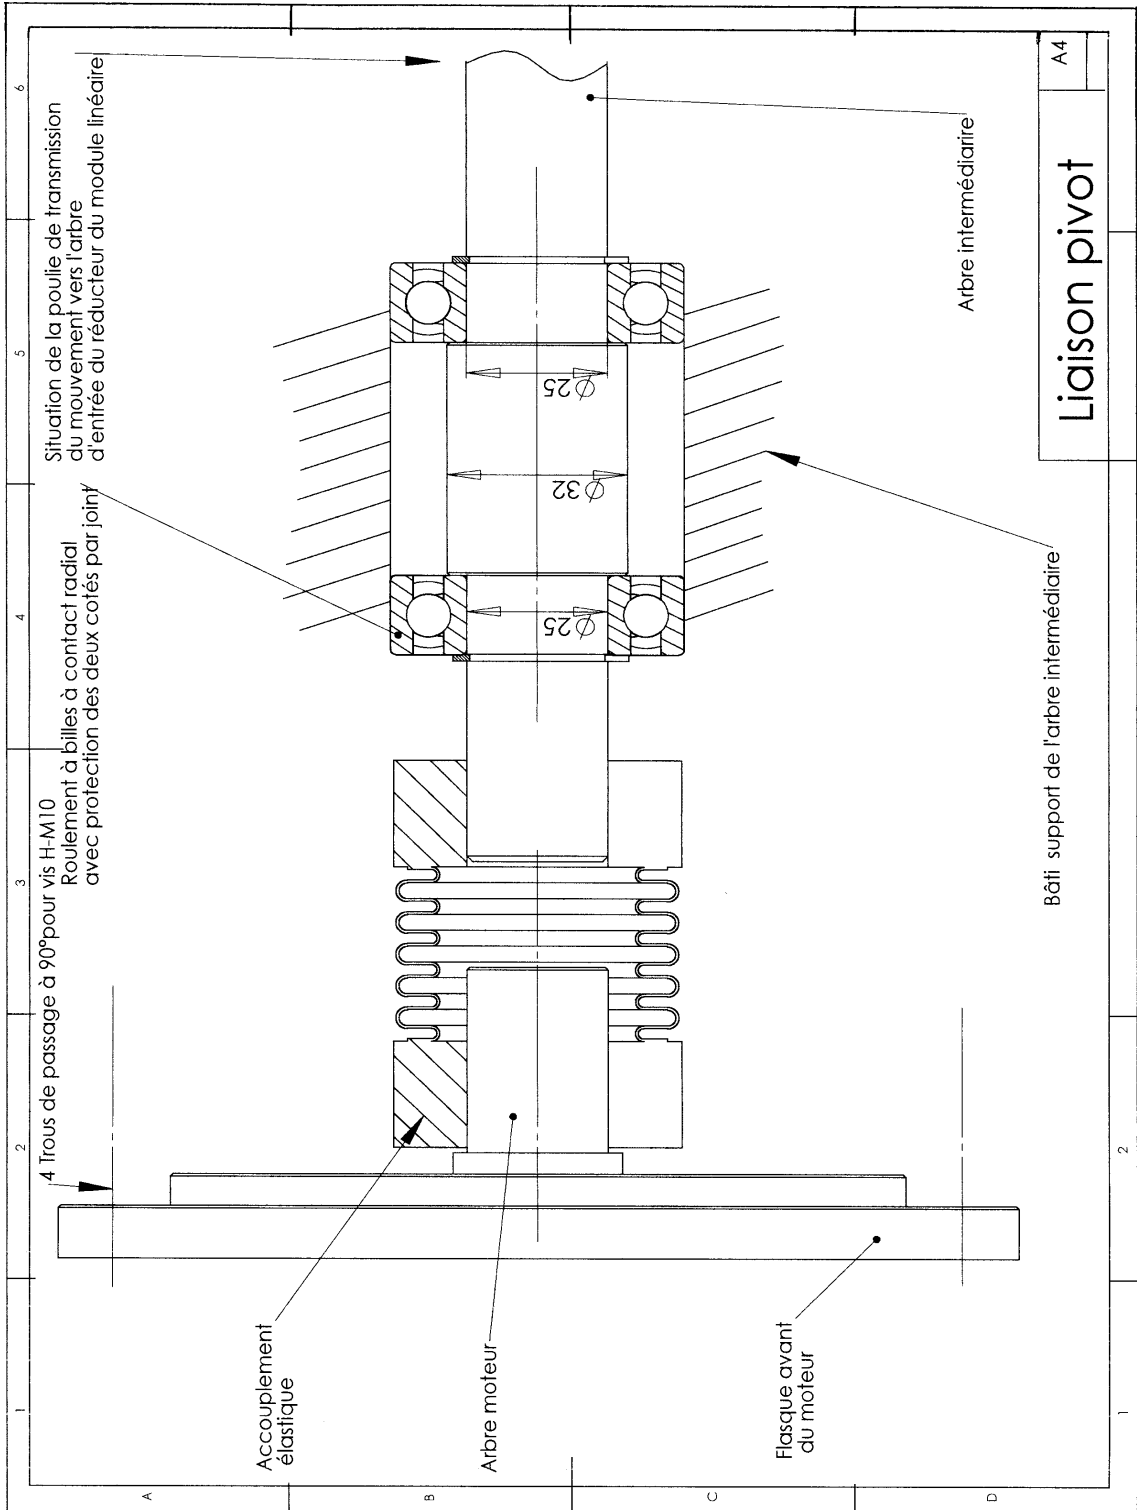 6
5
4
3
2
1
Situation de la poulie de transmission
du mouvement vers l'arbre
d'entrée du réducteur du module linéaire
Roulement à billes à contact radial
avec protection des deux cotés par joint
4 Trous de passage à 90°pour vis H-M10
Accouplement
élastique
Arbre moteur
Flasque avant
du moteur
Ø25
Ø32
Ø25
Arbre intermédiarire
Bâti support de l'arbre intermédiaire
Liaison pivot
A4
A
B
C
D
2
1